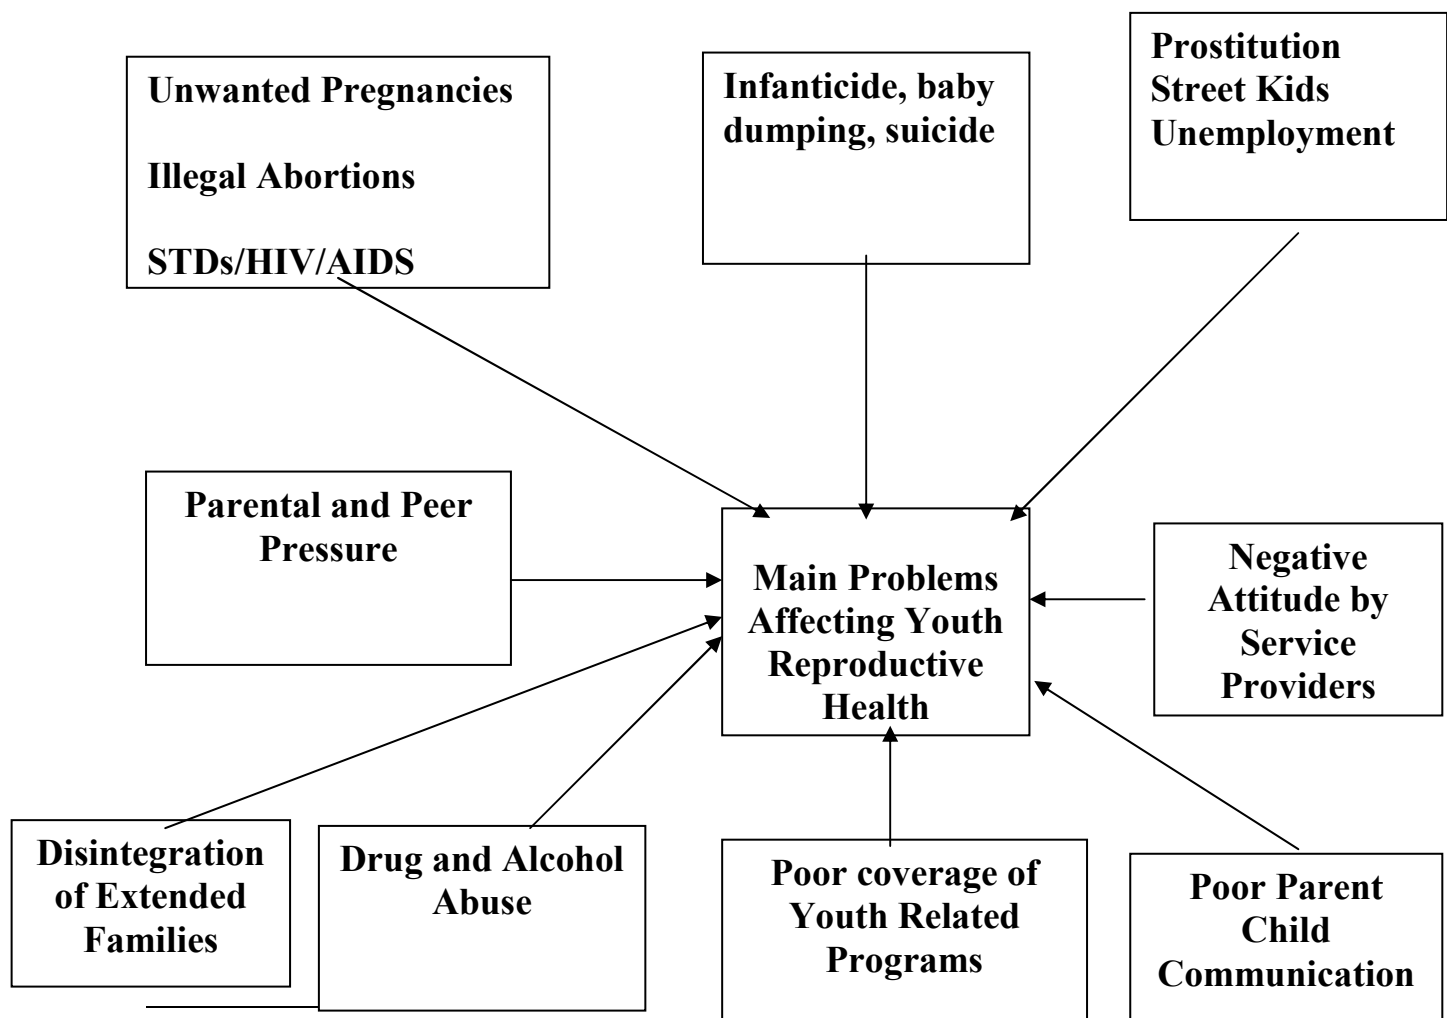 Unwanted Pregnancies
Illegal Abortions
STDs/HIV/AIDS
Infanticide, baby
dumping, suicide
Prostitution
Street Kids
Unemployment
Parental and Peer
Pressure
Main Problems
Affecting Youth
Reproductive
Health
Negative
Attitude by
Service
Providers
Disintegration
of Extended
Families
Drug and Alcohol
Abuse
Poor coverage of
Youth Related
Programs
Poor Parent
Child
Communication